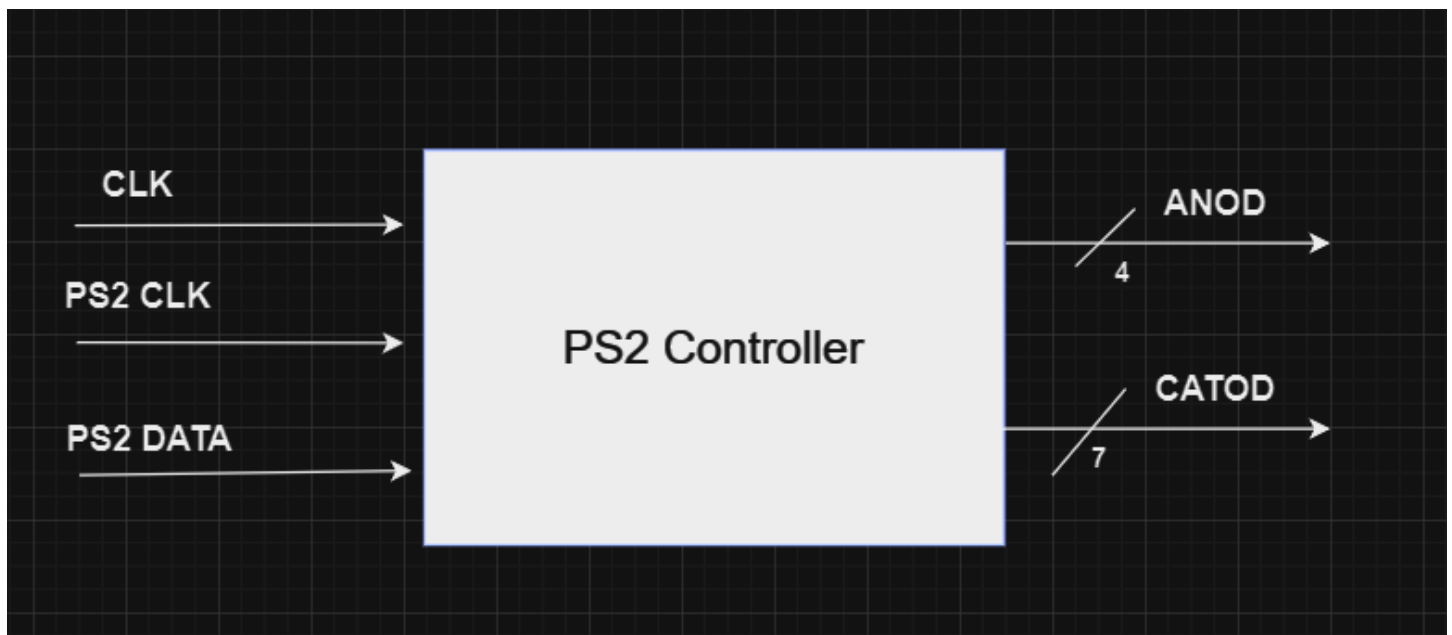 CLK
PS2 CLK
PS2 DATA
PS2 Controller
ANOD
4
CATOD
7